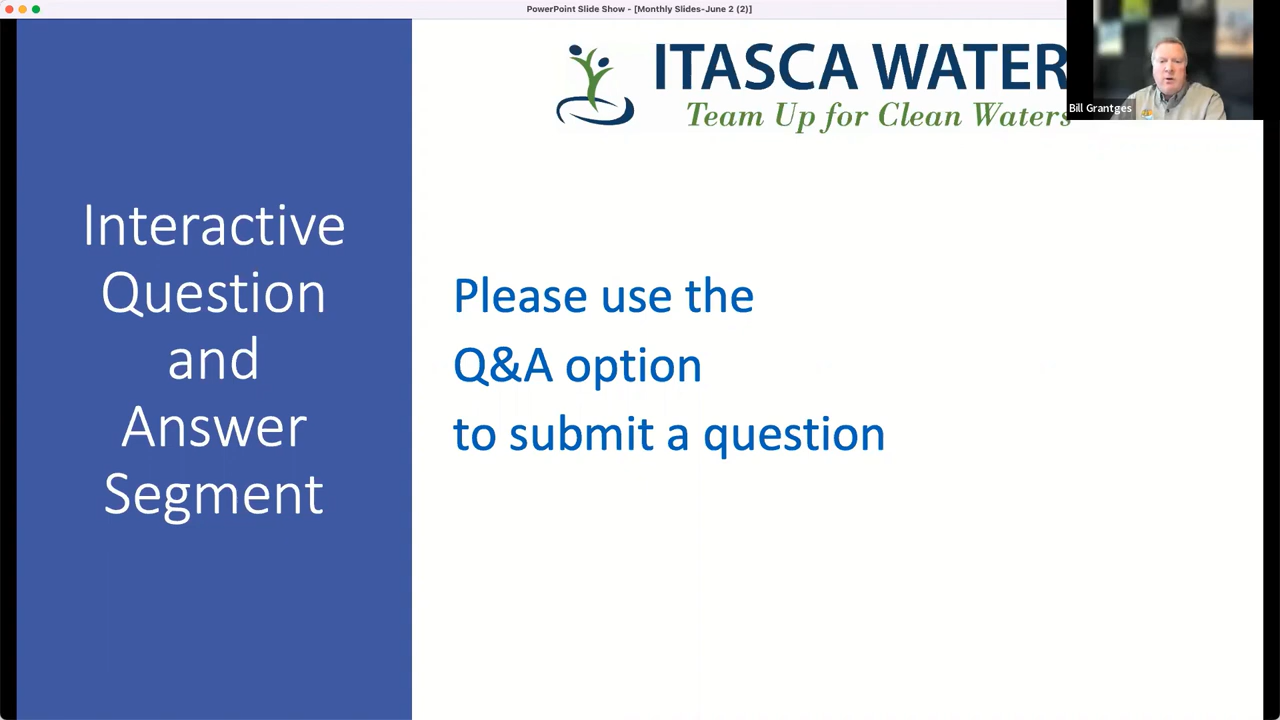 PowerPoint Slide Show - [Monthly Slides-June 2 (2)]
ITASCA WATER
Team Up for Clean Waters
Bill Grantges
Interactive
Question
and
Answer
Segment
Please use the
Q&A option
to submit a question